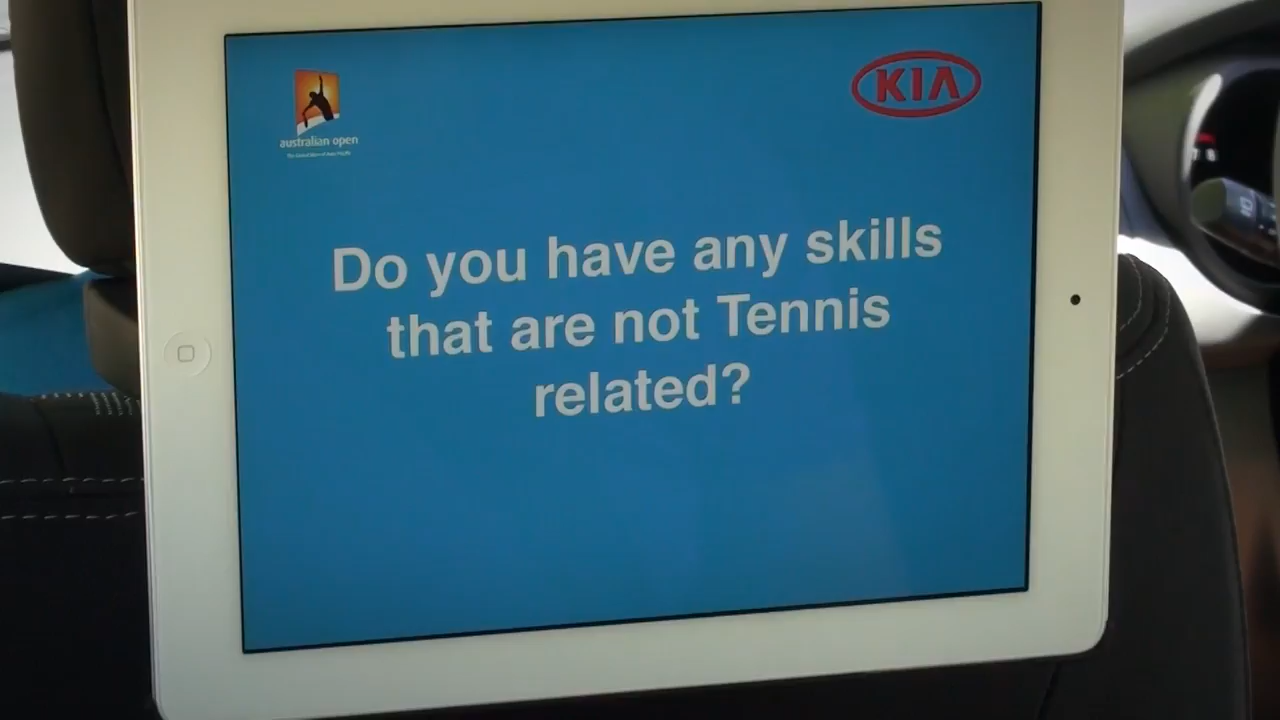 KIA
australian open
Do you have any skills
that are not Tennis
related?